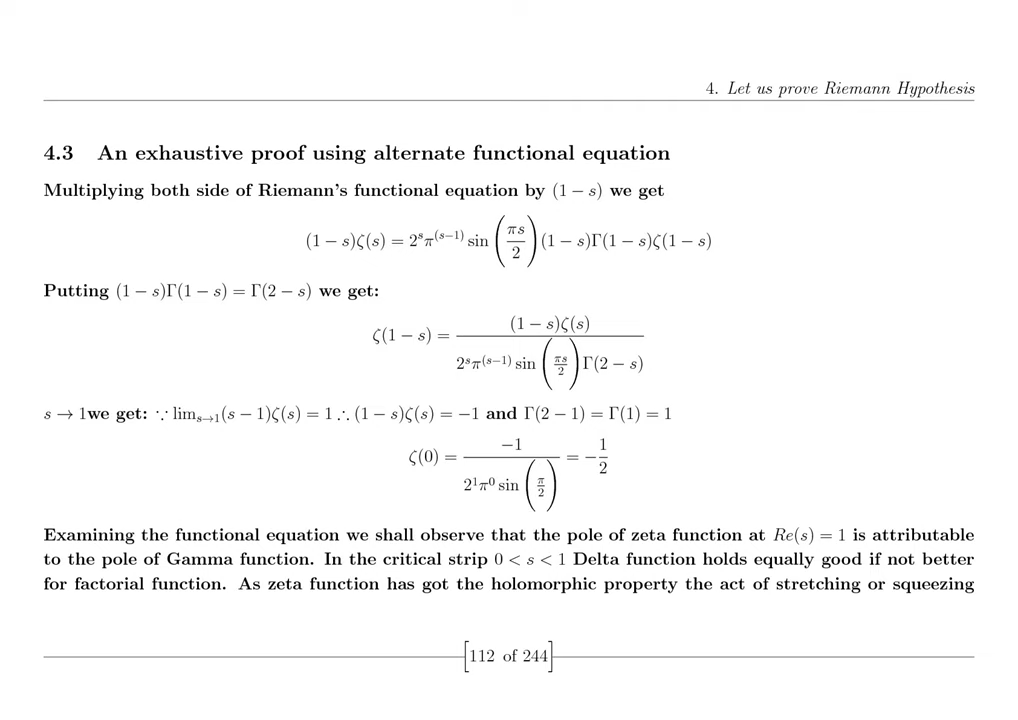 4. Let us prove Riemann Hypothesis
4.3 An exhaustive proof using alternate functional equation
Multiplying both side of Riemann's functional equation by (1 − s) we get
(1 − s)ζ(s) = 2^s π^(s−1) sin(πs/2)(1 − s)Γ(1 − s)ζ(1 − s)
Putting (1 − s)Γ(1 − s) = Γ(2 − s) we get:
ζ(1 − s) = (1 − s)ζ(s) / 2^s π^(s−1) sin(πs/2)Γ(2 − s)
s → 1we get: ∵ lim_{s→1}(s − 1)ζ(s) = 1 ∴ (1 − s)ζ(s) = −1 and Γ(2 − 1) = Γ(1) = 1
ζ(0) = −1 / 2^1 π^0 sin(π/2) = −1/2
Examining the functional equation we shall observe that the pole of zeta function at Re(s) = 1 is attributable
to the pole of Gamma function. In the critical strip 0 < s < 1 Delta function holds equally good if not better
for factorial function. As zeta function has got the holomorphic property the act of stretching or squeezing
[112 of 244]